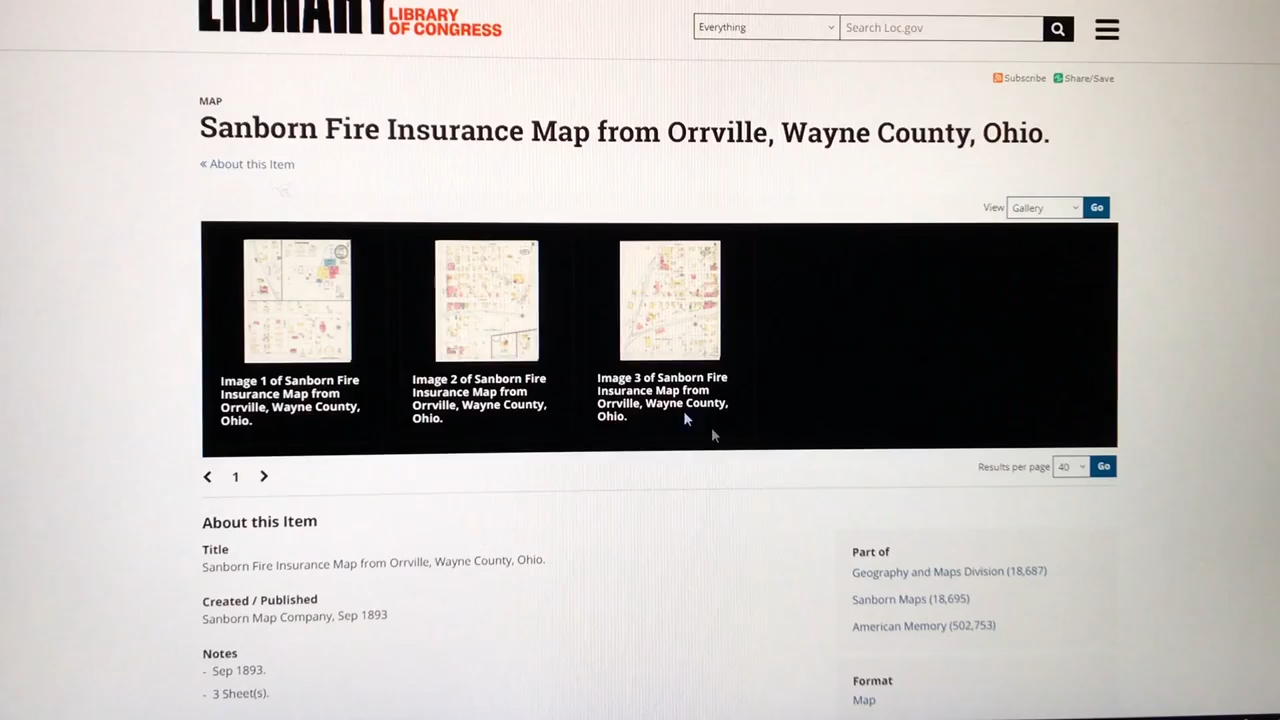 LIBRARY
LIBRARY
OF CONGRESS
Everything
Search Loc.gov
Subscribe
Share/Save
MAP
Sanborn Fire Insurance Map from Orrville, Wayne County, Ohio.
« About this Item
View Gallery Go
Image 1 of Sanborn Fire
Insurance Map from
Orrville, Wayne County,
Ohio.
Image 2 of Sanborn Fire
Insurance Map from
Orrville, Wayne County,
Ohio.
Image 3 of Sanborn Fire
Insurance Map from
Orrville, Wayne County,
Ohio.
1
Results per page 40 Go
About this Item
Title
Sanborn Fire Insurance Map from Orrville, Wayne County, Ohio.
Created / Published
Sanborn Map Company, Sep 1893
Notes
- Sep 1893.
- 3 Sheet(s).
Part of
Geography and Maps Division (18,687)
Sanborn Maps (18,695)
American Memory (502,753)
Format
Map